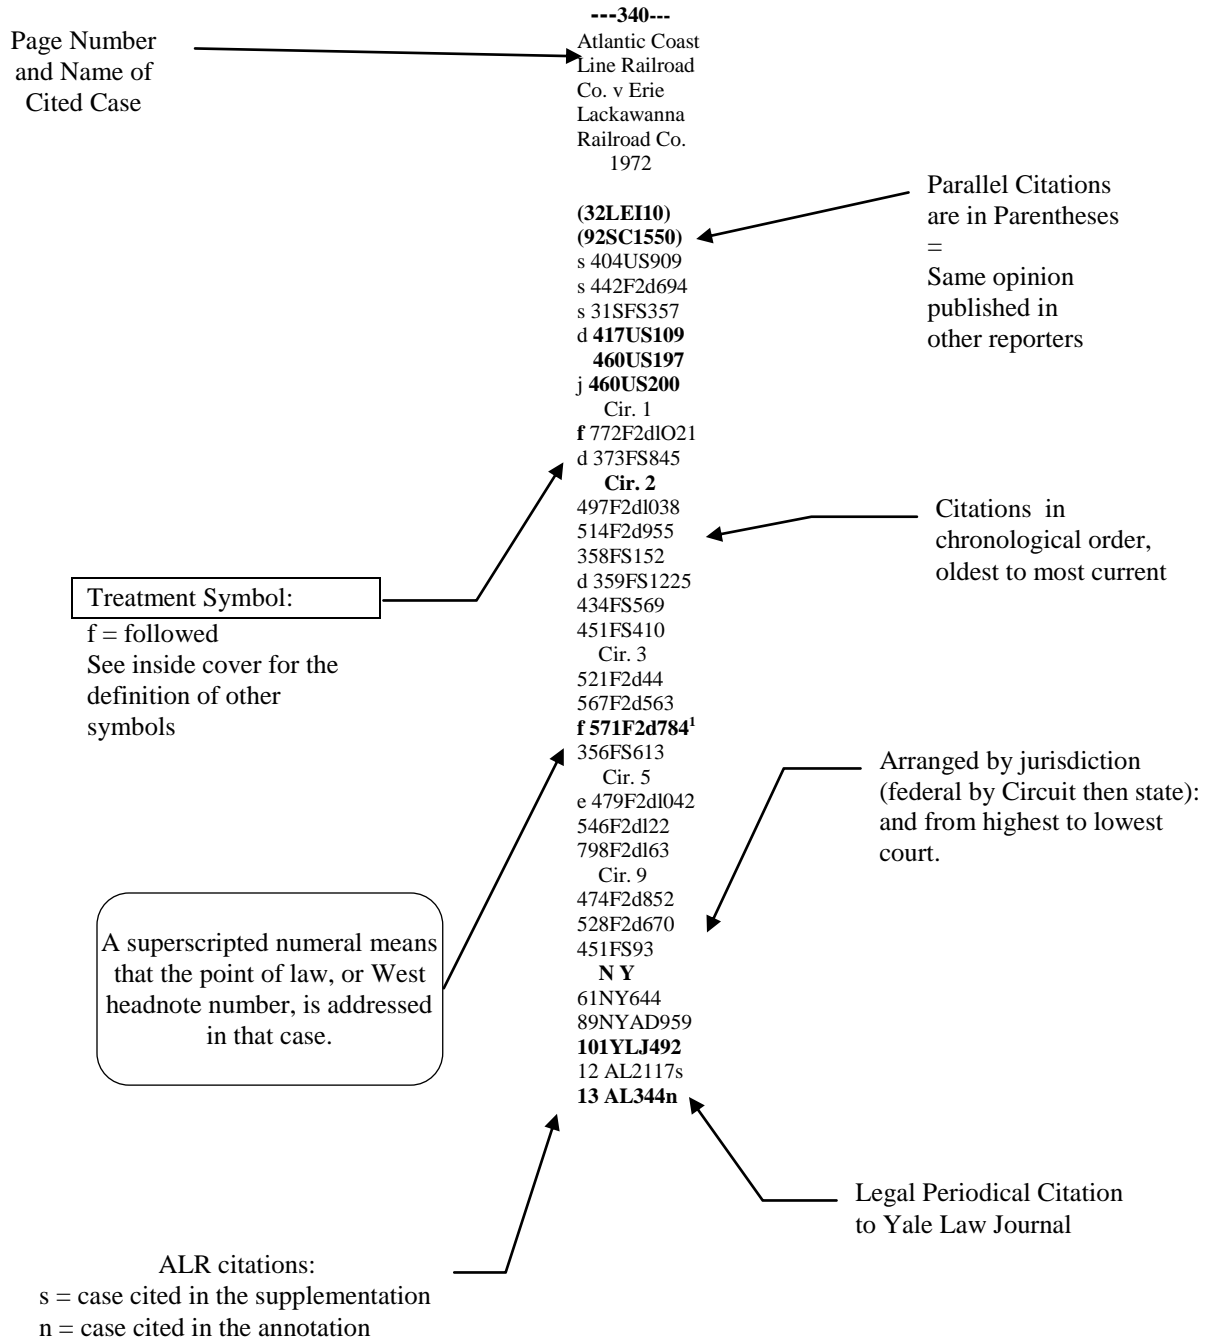 ---340---
Atlantic Coast
Line Railroad
Co. v Erie
Lackawanna
Railroad Co.
1972
Page Number
and Name of
Cited Case
(32LEI10)
(92SC1550)
s 404US909
s 442F2d694
s 31SFS357
d 417US109
460US197
j 460US200
Cir. 1
f 772F2dlO21
d 373FS845
Cir. 2
497F2dl038
514F2d955
358FS152
d 359FS1225
434FS569
451FS410
Cir. 3
521F2d44
567F2d563
f 571F2d784¹
356FS613
Cir. 5
e 479F2dl042
546F2dl22
798F2dl63
Cir. 9
474F2d852
528F2d670
451FS93
N Y
61NY644
89NYAD959
101YLJ492
12 AL2117s
13 AL344n
Parallel Citations
are in Parentheses
=
Same opinion
published in
other reporters
Citations in
chronological order,
oldest to most current
Treatment Symbol:
f = followed
See inside cover for the
definition of other
symbols
Arranged by jurisdiction
(federal by Circuit then state):
and from highest to lowest
court.
A superscripted numeral means
that the point of law, or West
headnote number, is addressed
in that case.
Legal Periodical Citation
to Yale Law Journal
ALR citations:
s = case cited in the supplementation
n = case cited in the annotation